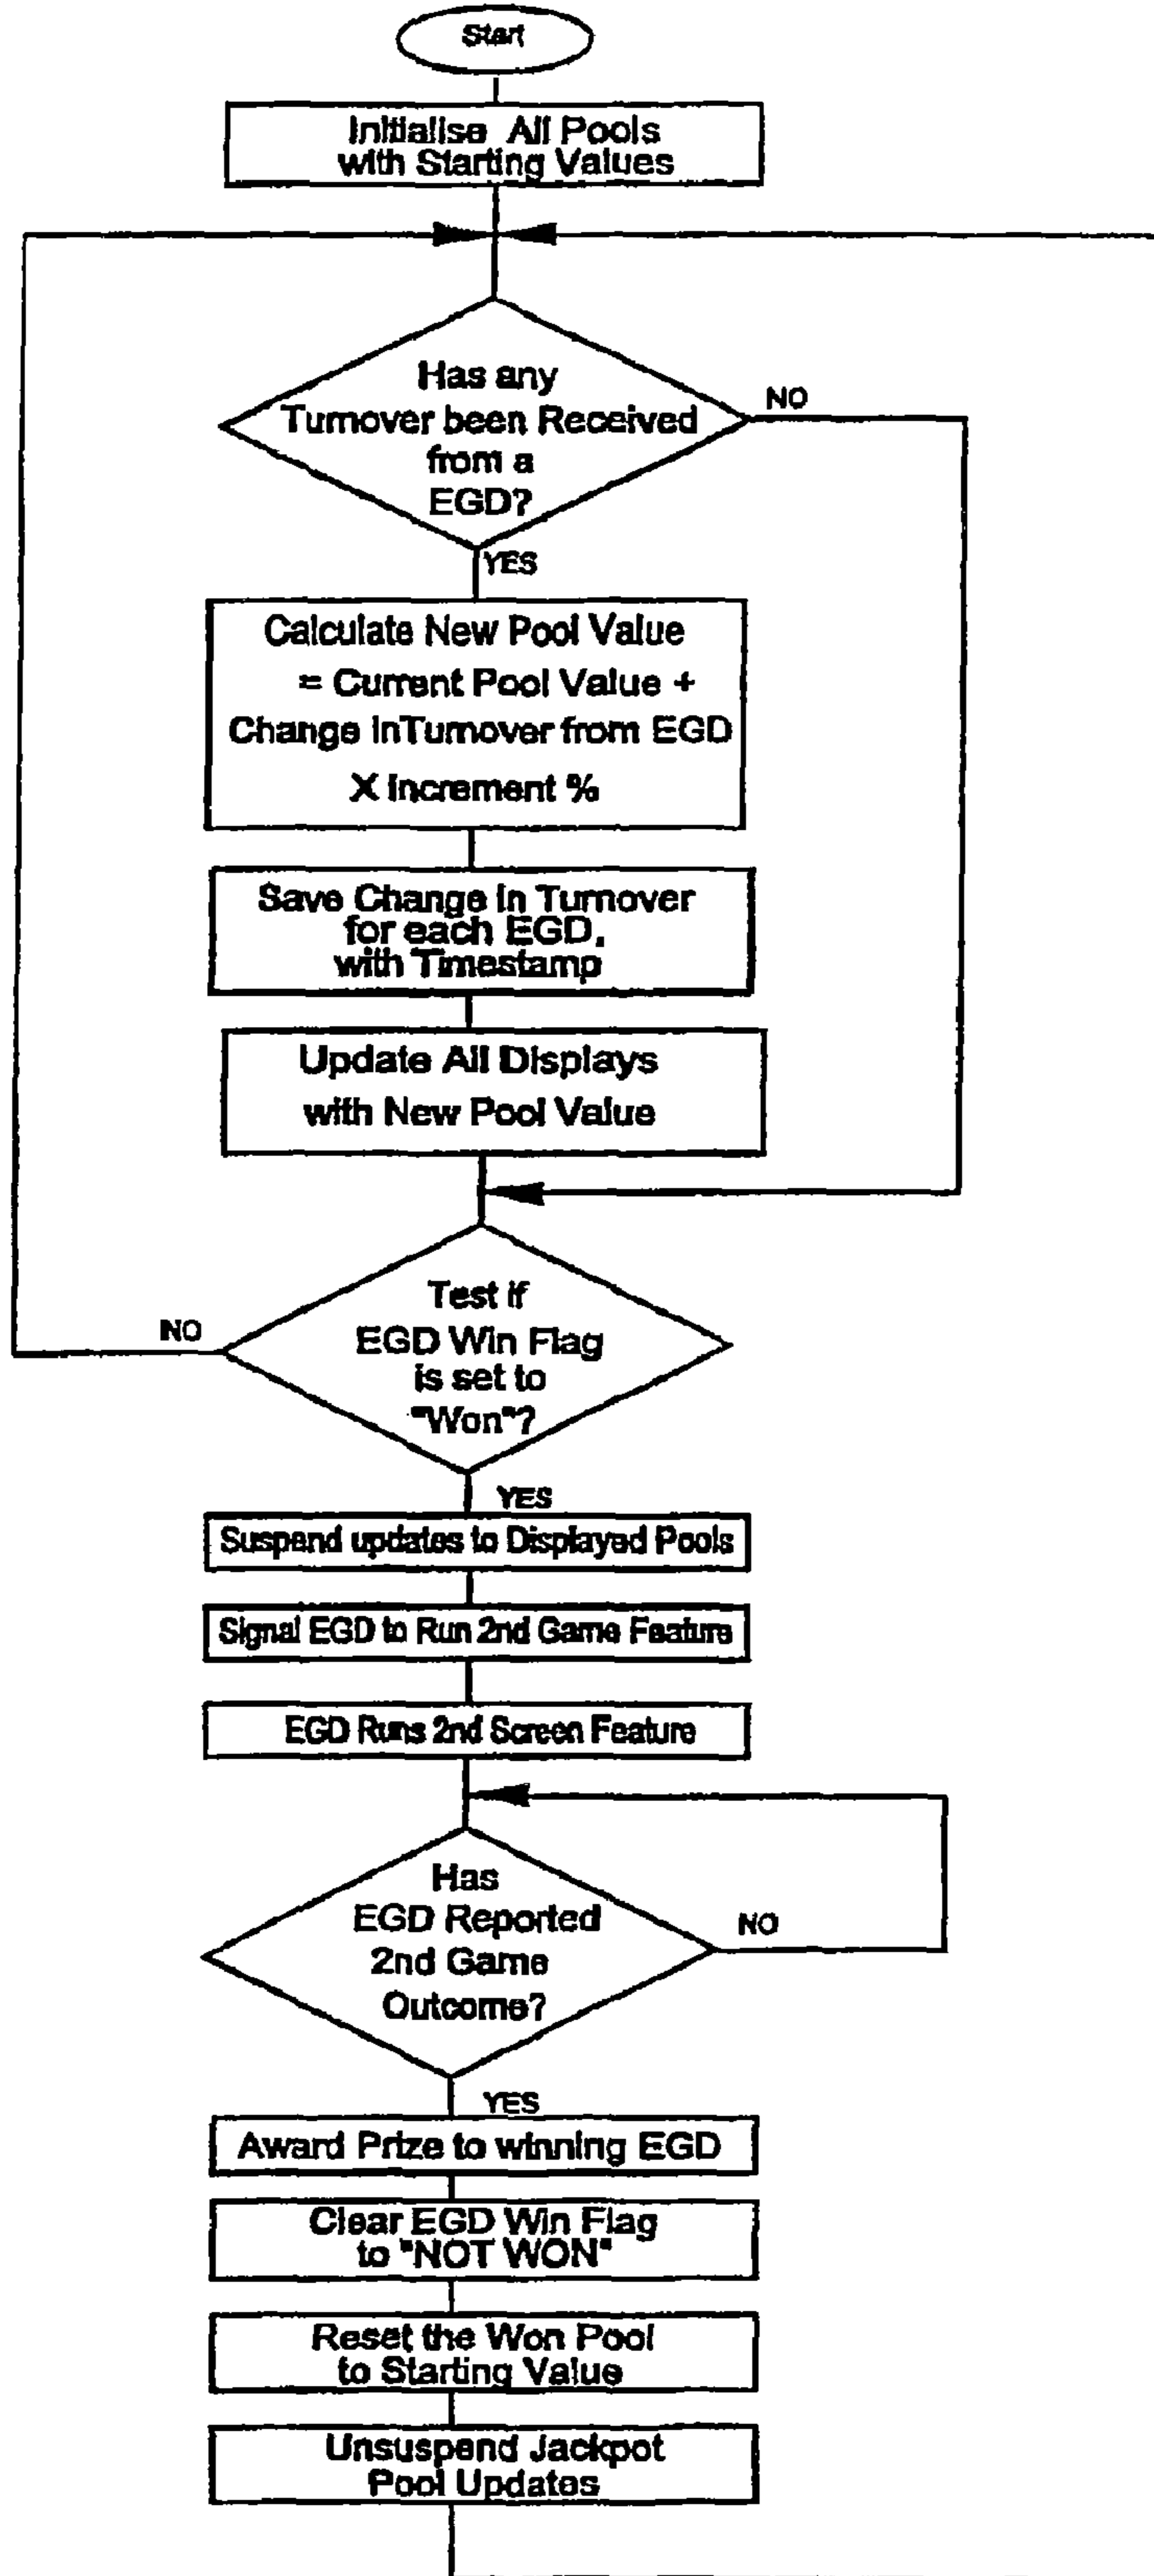 Start
Initialise All Pools
with Starting Values
Has any
Turnover been Received
from a
EGD?
NO
YES
Calculate New Pool Value
= Current Pool Value +
Change inTurnover from EGD
X Increment %
Save Change in Turnover
for each EGD,
with Timestamp
Update All Displays
with New Pool Value
Test if
EGD Win Flag
is set to
"Won"?
NO
YES
Suspend updates to Displayed Pools
Signal EGD to Run 2nd Game Feature
EGD Runs 2nd Screen Feature
Has
EGD Reported
2nd Game
Outcome?
NO
YES
Award Prize to winning EGD
Clear EGD Win Flag
to "NOT WON"
Reset the Won Pool
to Starting Value
Unsuspend Jackpot
Pool Updates